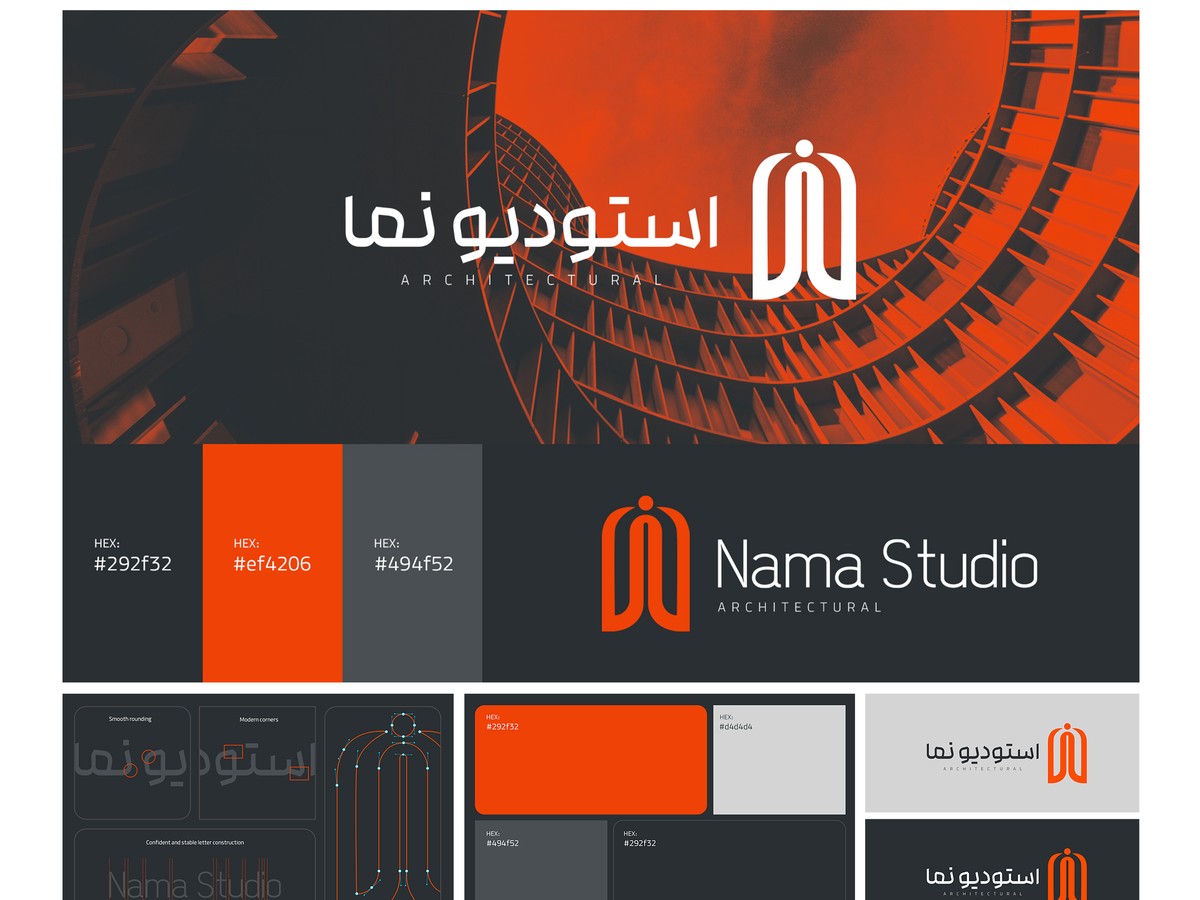 استودیو نما
ARCHITECTURAL
HEX:
#292f32
HEX:
#ef4206
HEX:
#494f52
Nama Studio
ARCHITECTURAL
Smooth rounding
استودیو نما
Modern corners
Confident and stable letter construction
Nama Studio
HEX:
#292f32
HEX:
#d4d4d4
HEX:
#494f52
HEX:
#292f32
استودیو نما
ARCHITECTURAL
استودیو نما
ARCHITECTURAL